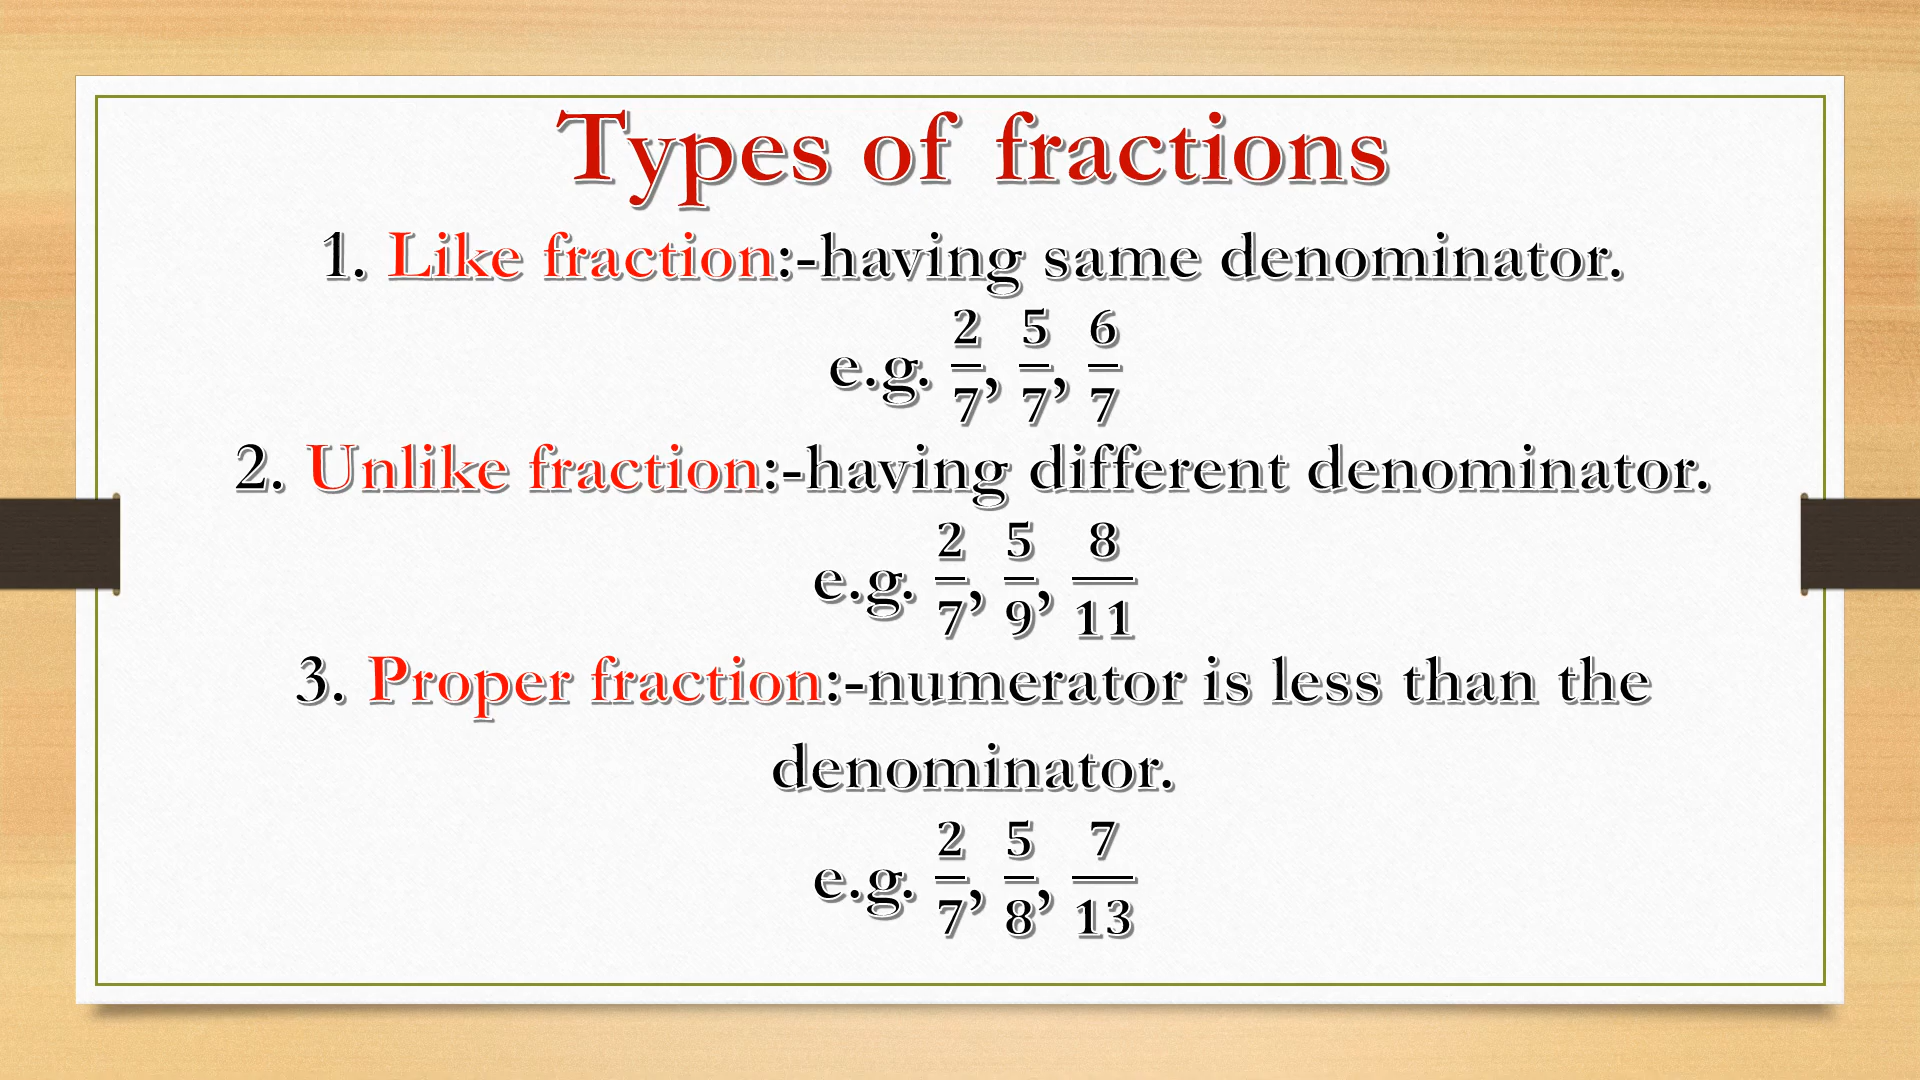 Types of fractions
1. Like fraction:-having same denominator.
e.g. 2/7, 5/7, 6/7
2. Unlike fraction:-having different denominator.
e.g. 2/7, 5/9, 8/11
3. Proper fraction:-numerator is less than the
denominator.
e.g. 2/7, 5/8, 7/13